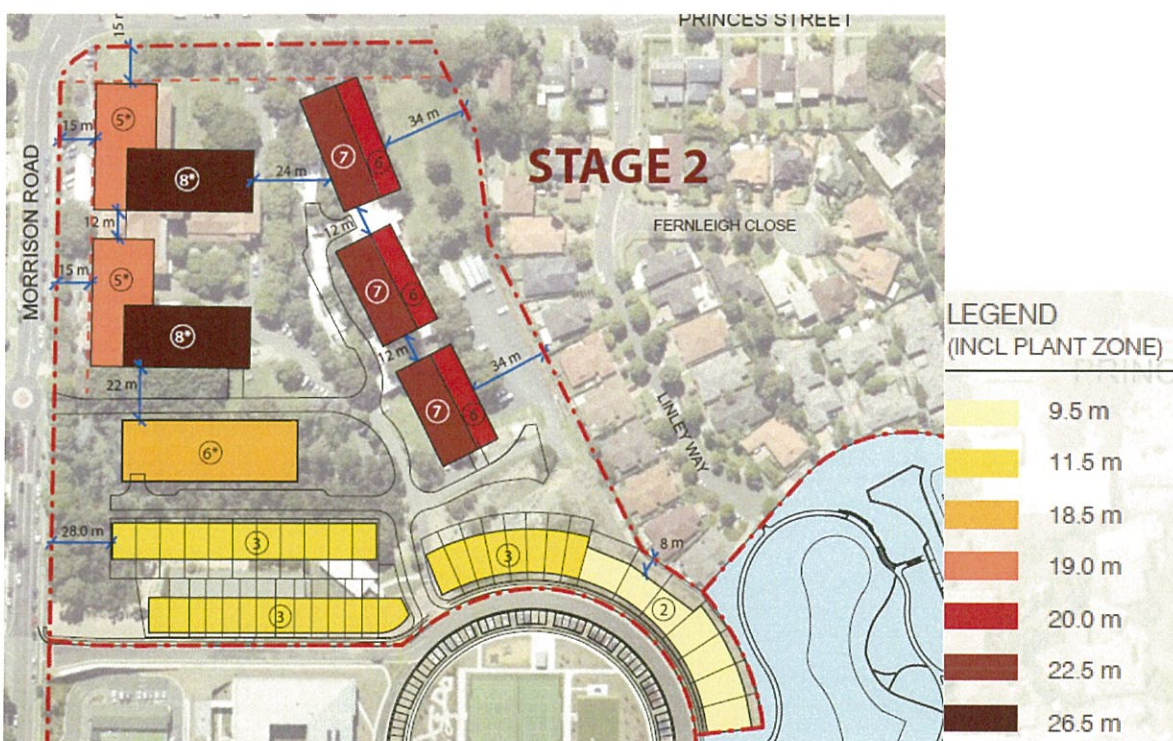 PRINCES STREET
15 m
MORRISON ROAD
15 m
5*
8*
24 m
7
6
34 m
STAGE 2
FERNLEIGH CLOSE
12 m
12 m
15 m
5*
8*
7
6
12 m
34 m
7
6
22 m
6*
LINLEY WAY
28.0 m
3
3
8 m
2
3
LEGEND
(INCL PLANT ZONE)
PRINC
9.5 m
11.5 m
18.5 m
19.0 m
20.0 m
22.5 m
26.5 m